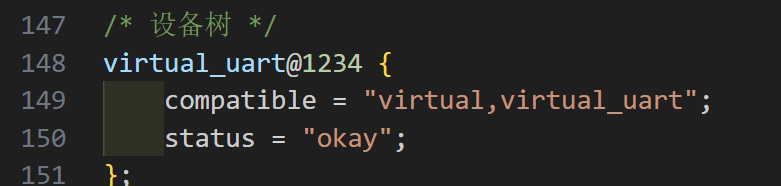 147 /* 设备树 */
148 virtual_uart@1234 {
149     compatible = "virtual,virtual_uart";
150     status = "okay";
151 };